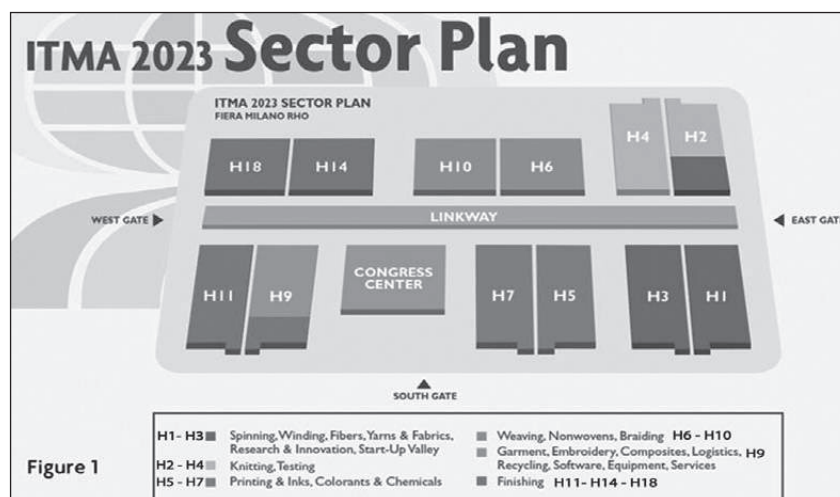 ITMA 2023 Sector Plan
ITMA 2023 SECTOR PLAN
FIERA MILANO RHO
H4
H2
H18
H14
H10
H6
WEST GATE
LINKWAY
EAST GATE
H11
H9
CONGRESS
CENTER
H7
H5
H3
H1
SOUTH GATE
H1- H3 Spinning, Winding, Fibers, Yarns & Fabrics,
Research & Innovation, Start-Up Valley
H2 - H4 Knitting, Testing
H5 - H7 Printing & Inks, Colorants & Chemicals
Weaving, Nonwovens, Braiding H6 - H10
Garment, Embroidery, Composites, Logistics, H9
Recycling, Software, Equipment, Services
Finishing H11- H14 - H18
Figure 1